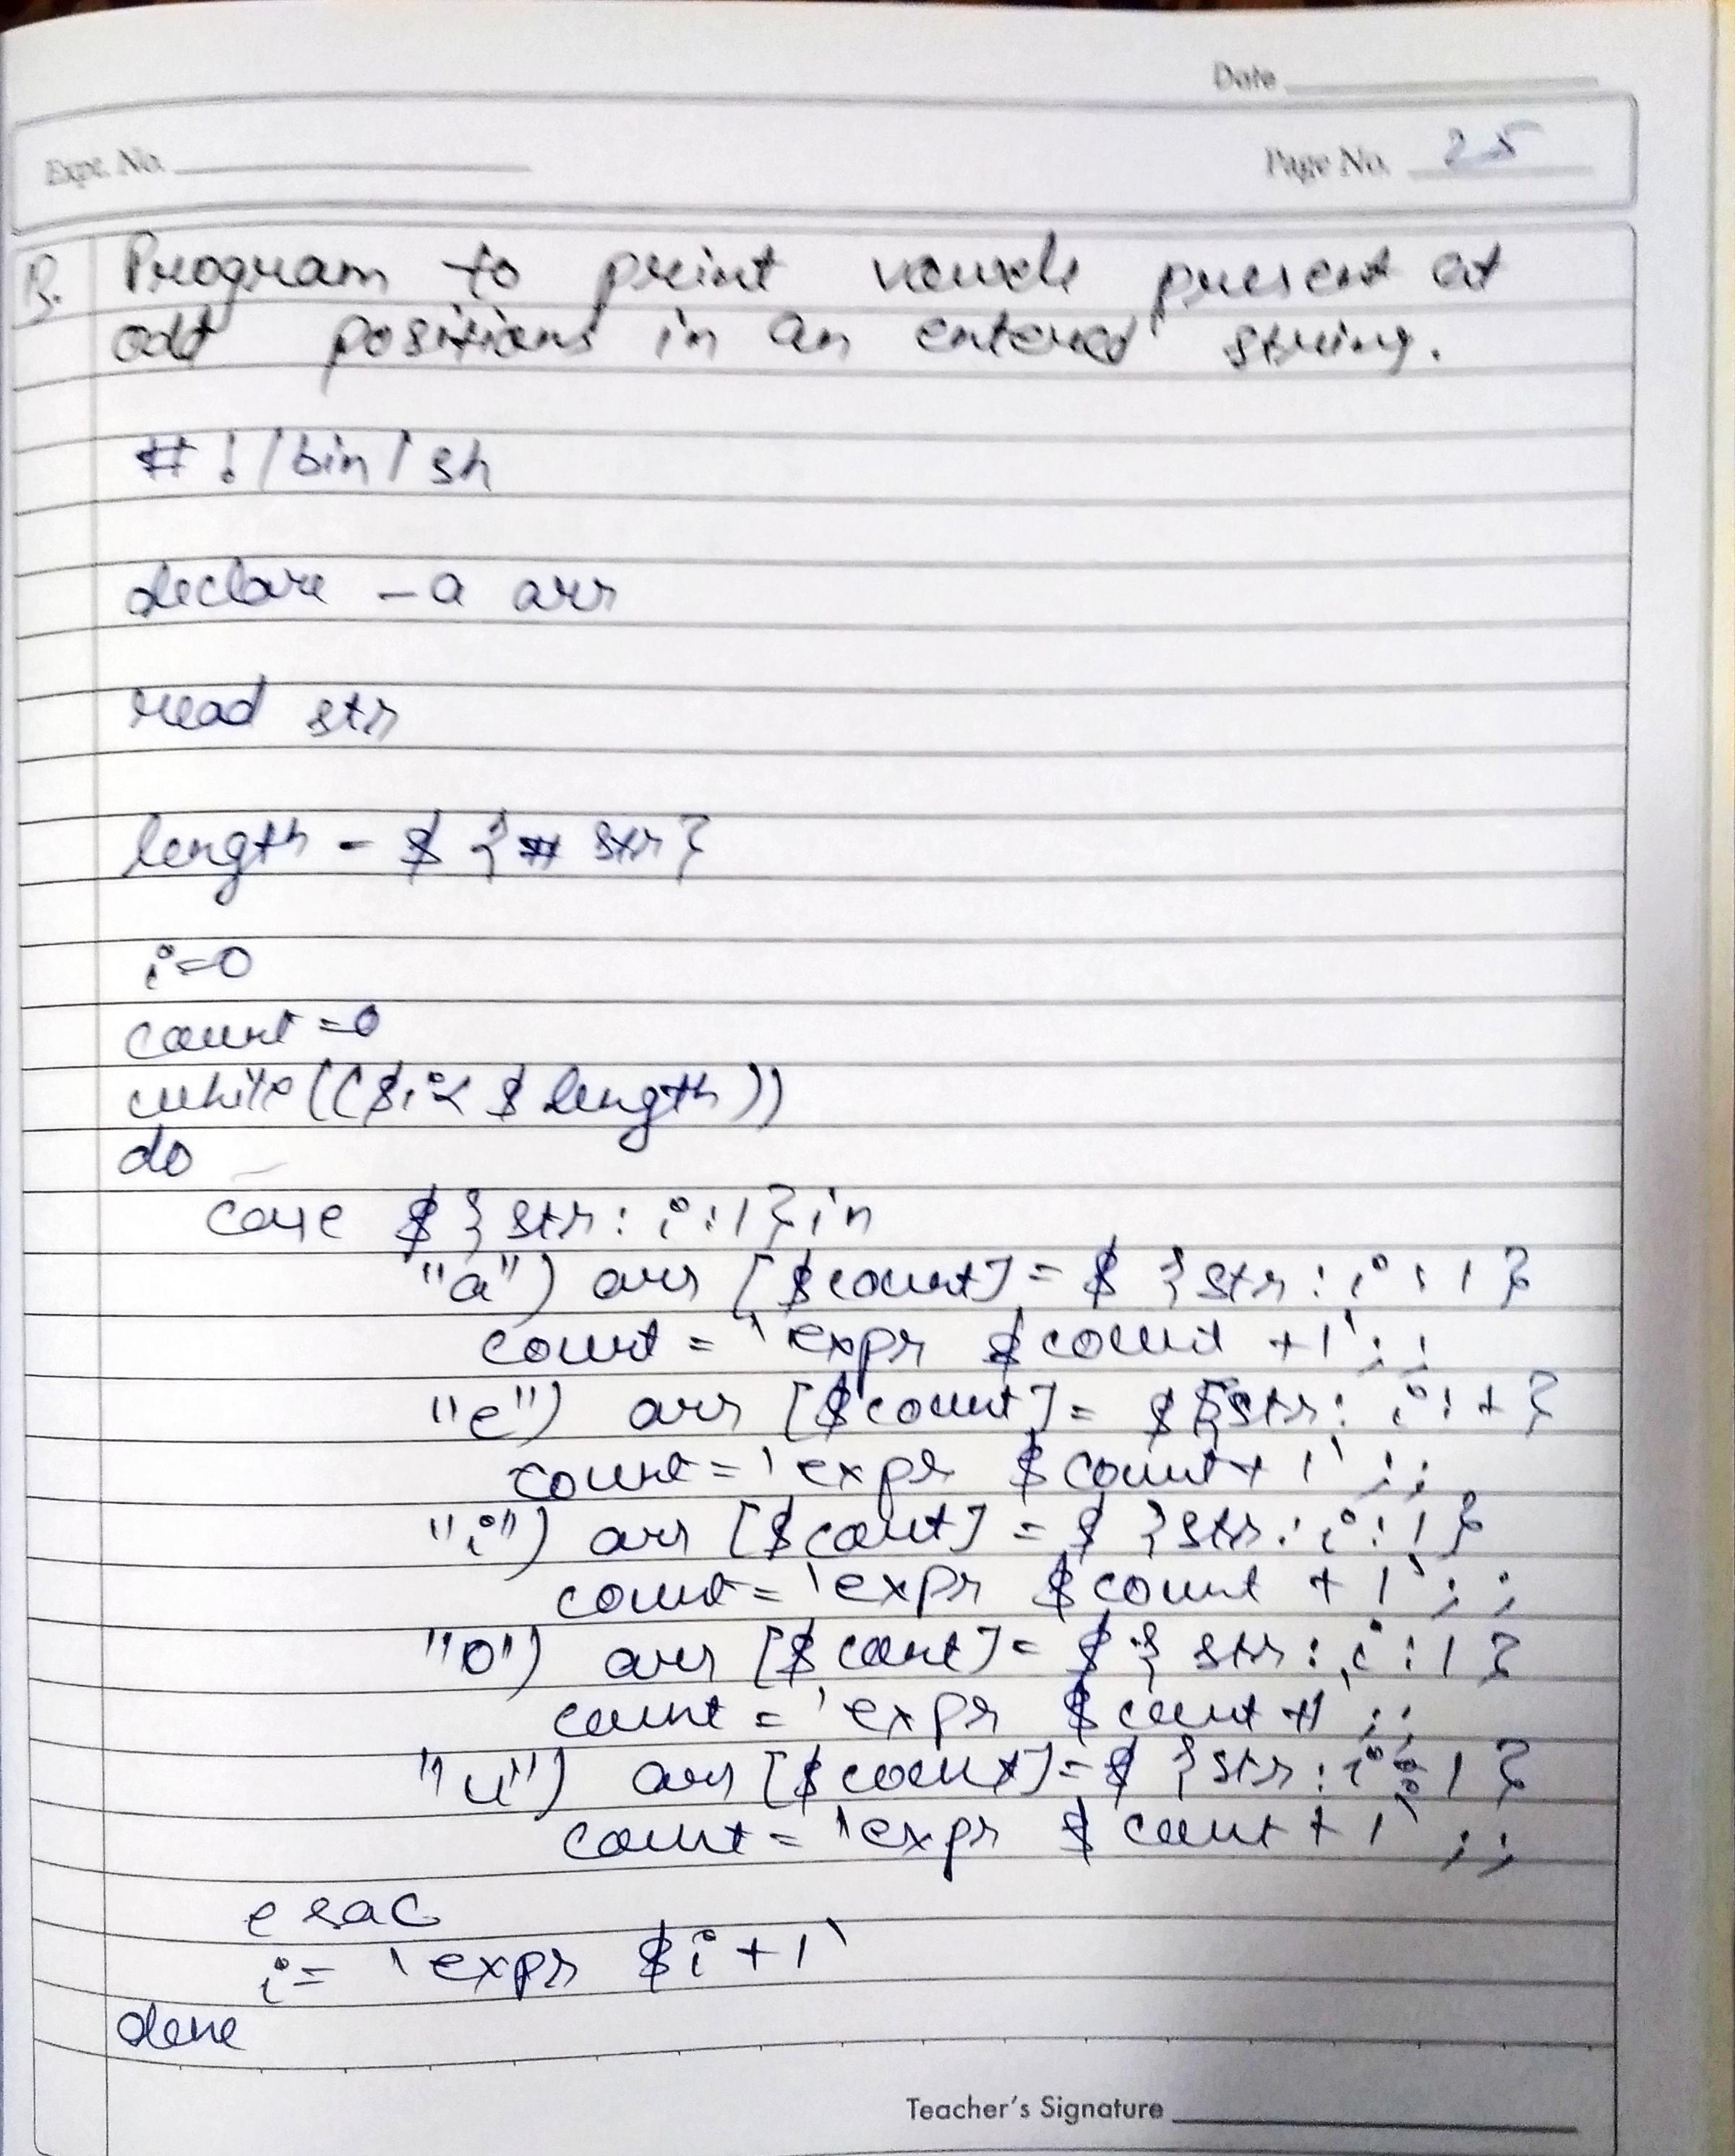 Date
Expt. No.
Page No. 25
Program to print vowels present at
odd positions in an entered string.
#!/bin/sh
declare -a arr
read str
length = ${# str}
i=0
count=0
while(($i< $ length))
do
case ${str:i:1}in
"a") arr [$count] = ${str:i:1}
count = `expr $count +1`;;
"e") arr [$count] = ${str:i:1}
count = `expr $count+1`;;
"i") arr [$count] = ${str:i:1}
count = `expr $count + 1`;;
"o") arr [$count] = ${str:i:1}
count = `expr $count +1`;;
"u") arr [$count] = ${str:i:1}
count = `expr $count + 1`;;
esac
i= `expr $i+1`
done
Teacher's Signature